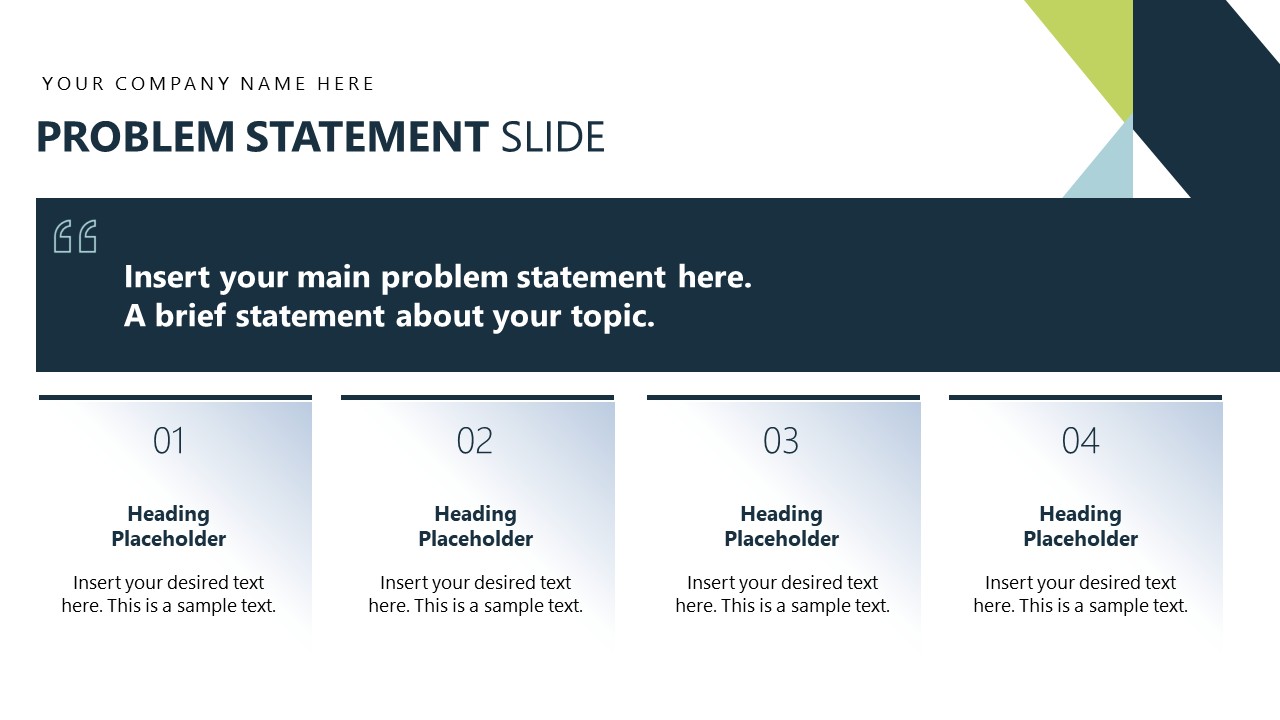 YOUR COMPANY NAME HERE
PROBLEM STATEMENT SLIDE
“
Insert your main problem statement here.
A brief statement about your topic.
01
Heading
Placeholder
Insert your desired text
here. This is a sample text.
02
Heading
Placeholder
Insert your desired text
here. This is a sample text.
03
Heading
Placeholder
Insert your desired text
here. This is a sample text.
04
Heading
Placeholder
Insert your desired text
here. This is a sample text.